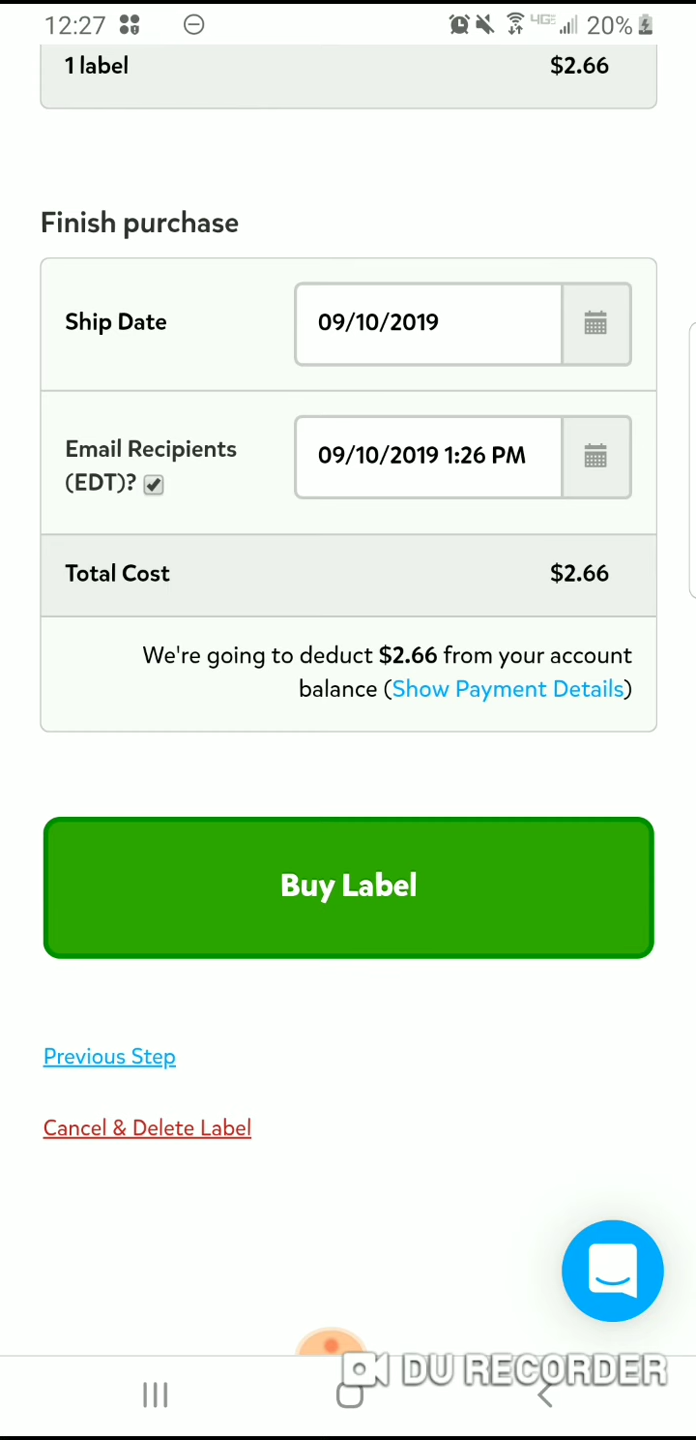 12:27 4GE 20%
1 label $2.66
Finish purchase
Ship Date 09/10/2019
Email Recipients
(EDT)? 09/10/2019 1:26 PM
Total Cost $2.66
We're going to deduct $2.66 from your account
balance (Show Payment Details)
Buy Label
Previous Step
Cancel & Delete Label
DU RECORDER